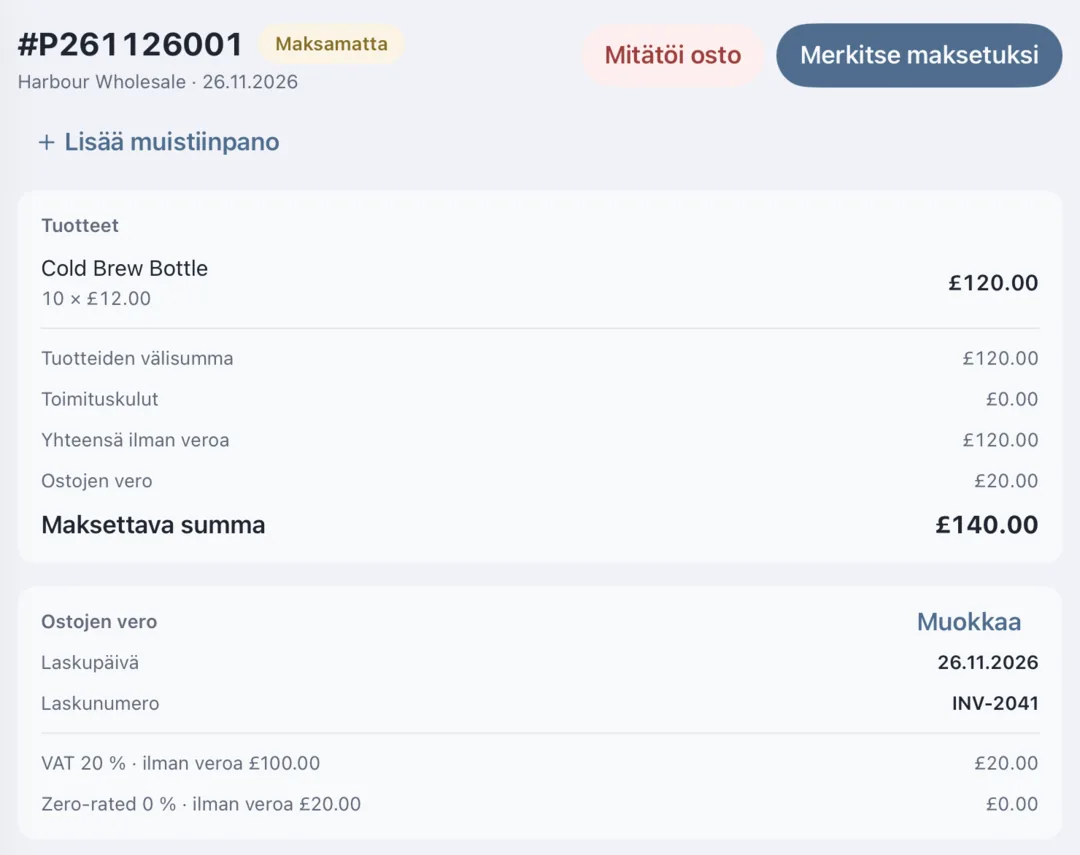 #P261126001 Maksamatta Mitätöi osto Merkitse maksetuksi
Harbour Wholesale · 26.11.2026
+ Lisää muistiinpano
Tuotteet
Cold Brew Bottle
10 × £12.00 £120.00
Tuotteiden välisumma £120.00
Toimituskulut £0.00
Yhteensä ilman veroa £120.00
Ostojen vero £20.00
Maksettava summa £140.00
Ostojen vero Muokkaa
Laskupäivä 26.11.2026
Laskunumero INV-2041
VAT 20 % · ilman veroa £100.00 £20.00
Zero-rated 0 % · ilman veroa £20.00 £0.00